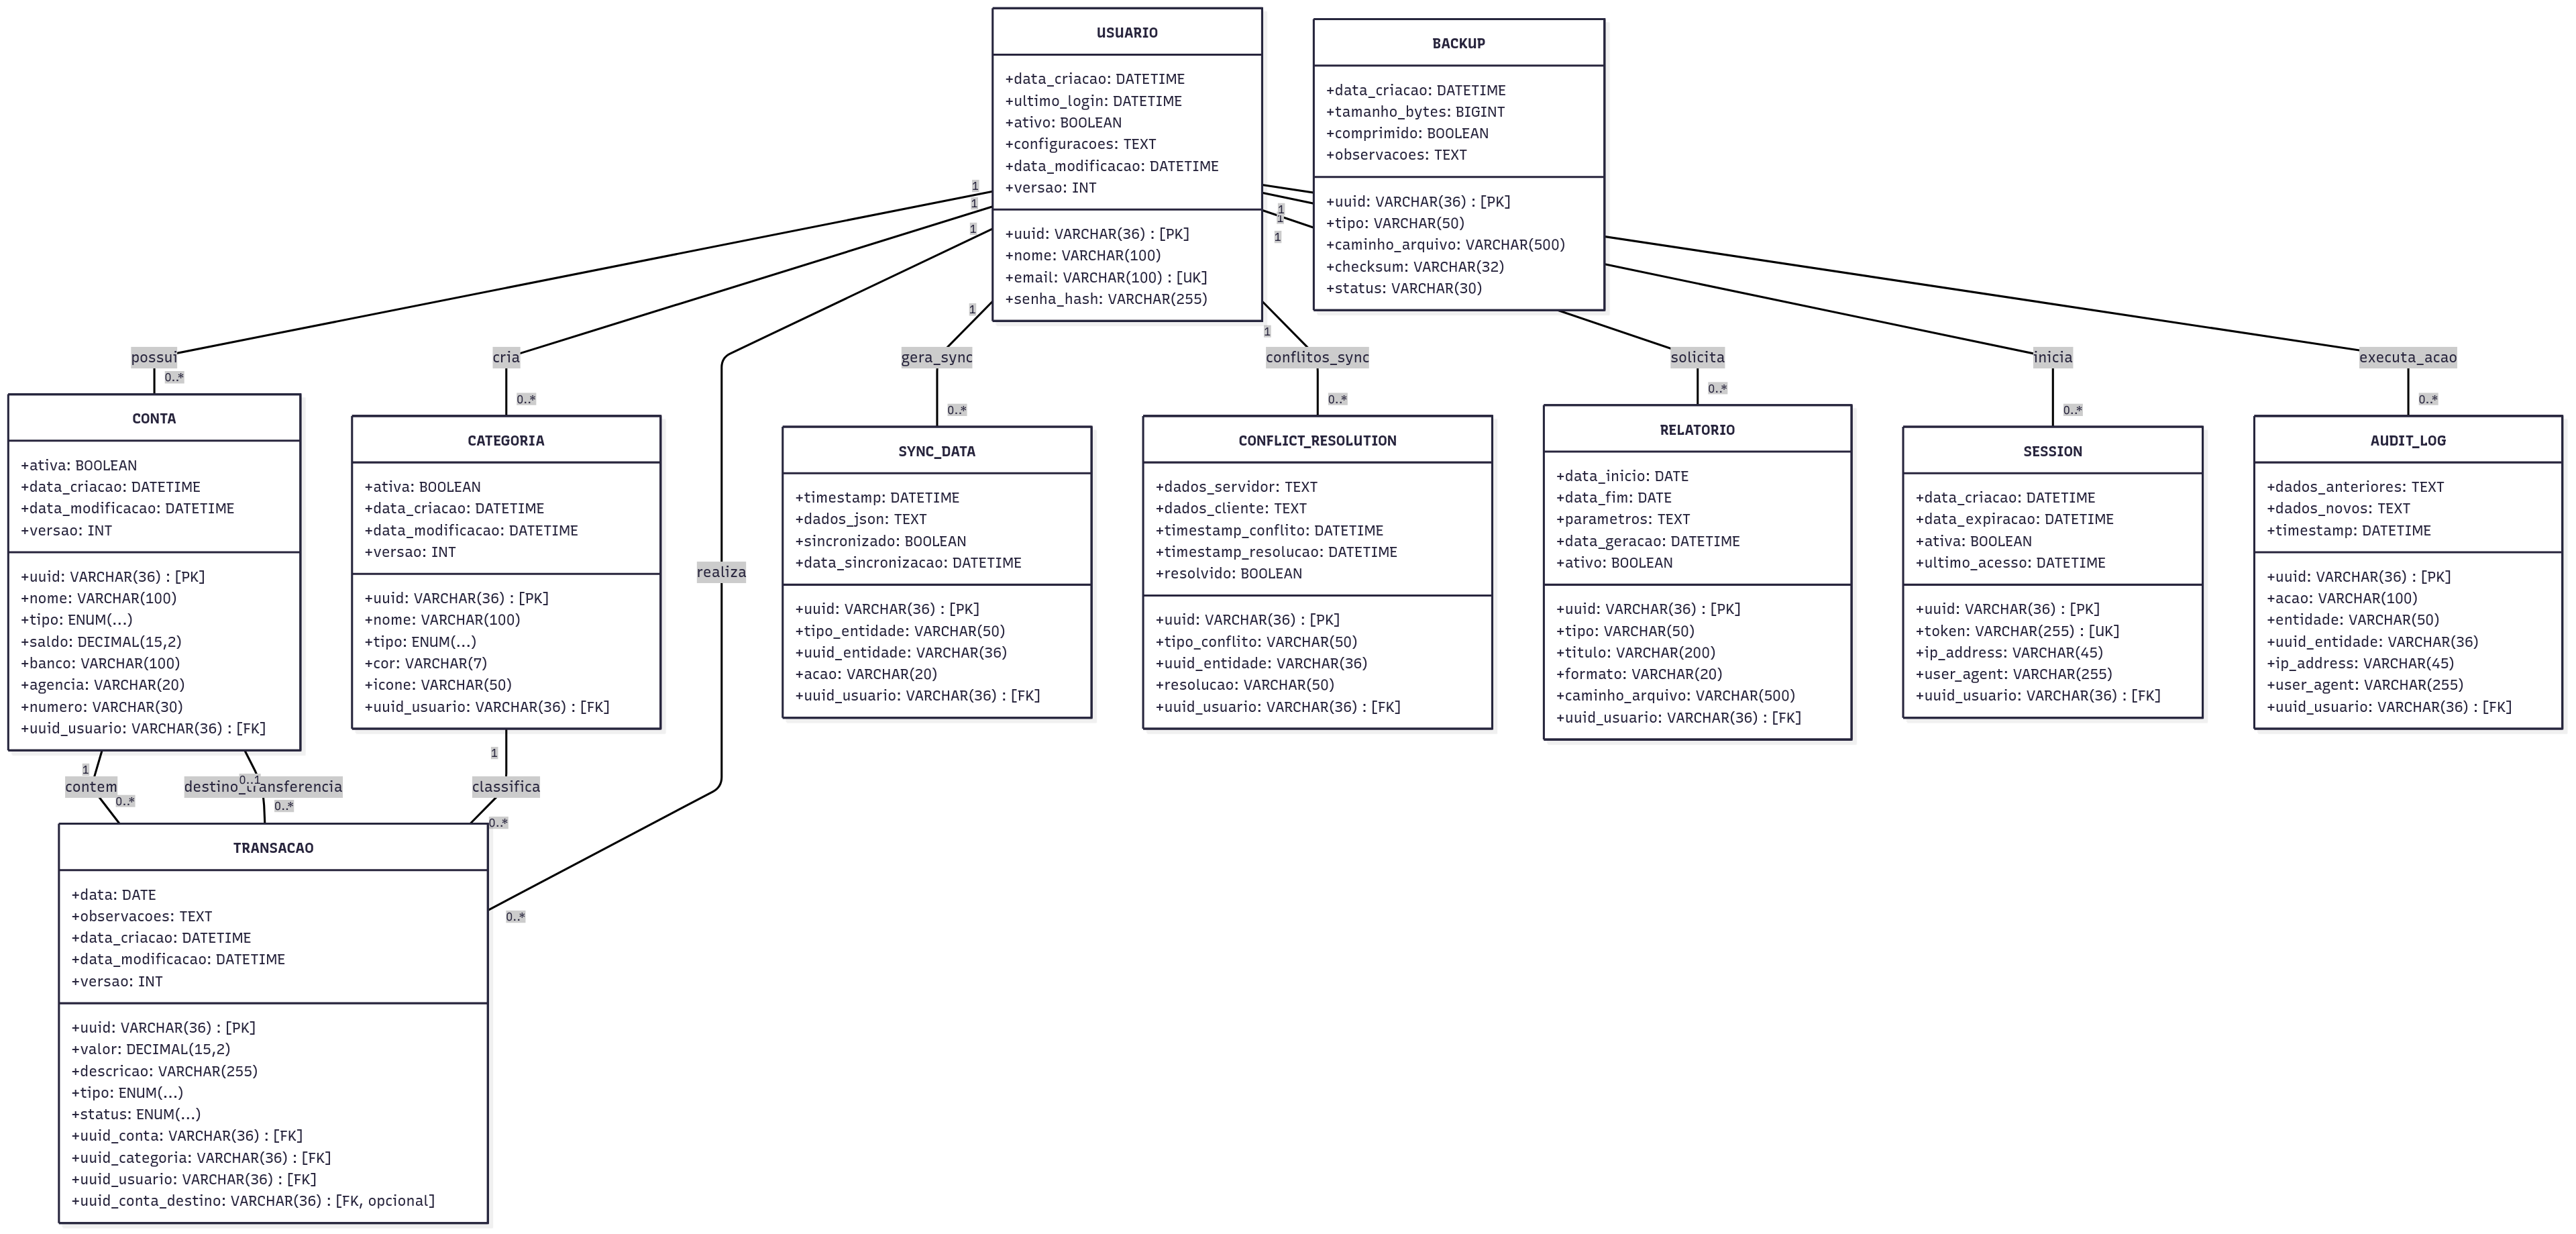 USUARIO
+data_criacao: DATETIME
+ultimo_login: DATETIME
+ativo: BOOLEAN
+configuracoes: TEXT
+data_modificacao: DATETIME
+versao: INT
+uuid: VARCHAR(36) : [PK]
+nome: VARCHAR(100)
+email: VARCHAR(100) : [UK]
+senha_hash: VARCHAR(255)
BACKUP
+data_criacao: DATETIME
+tamanho_bytes: BIGINT
+comprimido: BOOLEAN
+observacoes: TEXT
+uuid: VARCHAR(36) : [PK]
+tipo: VARCHAR(50)
+caminho_arquivo: VARCHAR(500)
+checksum: VARCHAR(32)
+status: VARCHAR(30)
1
1
1
1
1
1
1
1
possui
cria
gera_sync
conflitos_sync
solicita
inicia
executa_acao
0..*
0..*
0..*
0..*
0..*
0..*
0..*
CONTA
+ativa: BOOLEAN
+data_criacao: DATETIME
+data_modificacao: DATETIME
+versao: INT
+uuid: VARCHAR(36) : [PK]
+nome: VARCHAR(100)
+tipo: ENUM(...)
+saldo: DECIMAL(15,2)
+banco: VARCHAR(100)
+agencia: VARCHAR(20)
+numero: VARCHAR(30)
+uuid_usuario: VARCHAR(36) : [FK]
CATEGORIA
+ativa: BOOLEAN
+data_criacao: DATETIME
+data_modificacao: DATETIME
+versao: INT
+uuid: VARCHAR(36) : [PK]
+nome: VARCHAR(100)
+tipo: ENUM(...)
+cor: VARCHAR(7)
+icone: VARCHAR(50)
+uuid_usuario: VARCHAR(36) : [FK]
realiza
SYNC_DATA
+timestamp: DATETIME
+dados_json: TEXT
+sincronizado: BOOLEAN
+data_sincronizacao: DATETIME
+uuid: VARCHAR(36) : [PK]
+tipo_entidade: VARCHAR(50)
+uuid_entidade: VARCHAR(36)
+acao: VARCHAR(20)
+uuid_usuario: VARCHAR(36) : [FK]
CONFLICT_RESOLUTION
+dados_servidor: TEXT
+dados_cliente: TEXT
+timestamp_conflito: DATETIME
+timestamp_resolucao: DATETIME
+resolvido: BOOLEAN
+uuid: VARCHAR(36) : [PK]
+tipo_conflito: VARCHAR(50)
+uuid_entidade: VARCHAR(36)
+resolucao: VARCHAR(50)
+uuid_usuario: VARCHAR(36) : [FK]
RELATORIO
+data_inicio: DATE
+data_fim: DATE
+parametros: TEXT
+data_geracao: DATETIME
+ativo: BOOLEAN
+uuid: VARCHAR(36) : [PK]
+tipo: VARCHAR(50)
+titulo: VARCHAR(200)
+formato: VARCHAR(20)
+caminho_arquivo: VARCHAR(500)
+uuid_usuario: VARCHAR(36) : [FK]
SESSION
+data_criacao: DATETIME
+data_expiracao: DATETIME
+ativa: BOOLEAN
+ultimo_acesso: DATETIME
+uuid: VARCHAR(36) : [PK]
+token: VARCHAR(255) : [UK]
+ip_address: VARCHAR(45)
+user_agent: VARCHAR(255)
+uuid_usuario: VARCHAR(36) : [FK]
AUDIT_LOG
+dados_anteriores: TEXT
+dados_novos: TEXT
+timestamp: DATETIME
+uuid: VARCHAR(36) : [PK]
+acao: VARCHAR(100)
+entidade: VARCHAR(50)
+uuid_entidade: VARCHAR(36)
+ip_address: VARCHAR(45)
+user_agent: VARCHAR(255)
+uuid_usuario: VARCHAR(36) : [FK]
1
0..1
1
contem
destino_transferencia
classifica
0..*
0..*
0..*
0..*
TRANSACAO
+data: DATE
+observacoes: TEXT
+data_criacao: DATETIME
+data_modificacao: DATETIME
+versao: INT
+uuid: VARCHAR(36) : [PK]
+valor: DECIMAL(15,2)
+descricao: VARCHAR(255)
+tipo: ENUM(...)
+status: ENUM(...)
+uuid_conta: VARCHAR(36) : [FK]
+uuid_categoria: VARCHAR(36) : [FK]
+uuid_usuario: VARCHAR(36) : [FK]
+uuid_conta_destino: VARCHAR(36) : [FK, opcional]